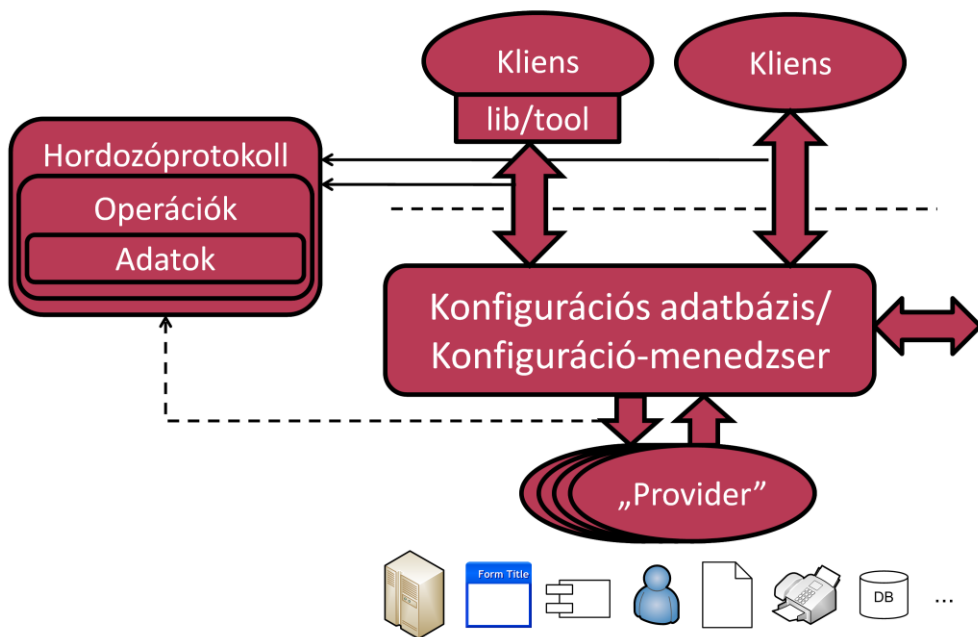 Kliens
lib/tool
Kliens
Hordozóprotokoll
Operációk
Adatok
Konfigurációs adatbázis/
Konfiguráció-menedzser
„Provider”
Form Title
DB
...